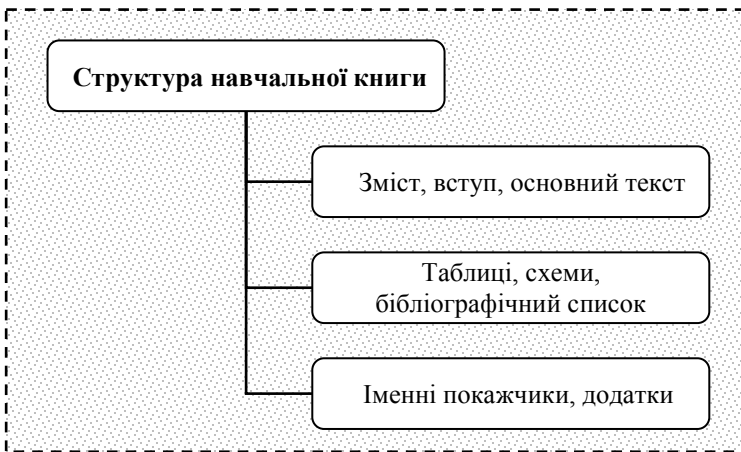 Структура навчальної книги
Зміст, вступ, основний текст
Таблиці, схеми,
бібліографічний список
Іменні покажчики, додатки